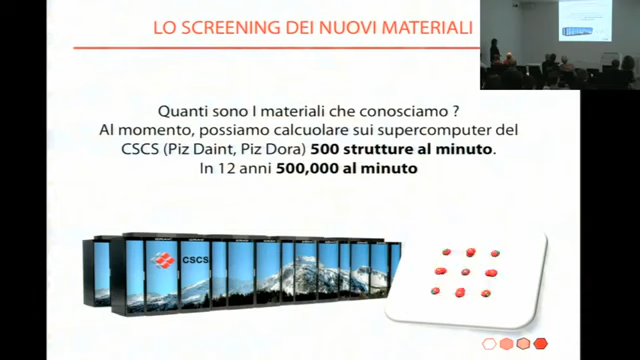 LO SCREENING DEI NUOVI MATERIALI
Quanti sono I materiali che conosciamo ?
Al momento, possiamo calcuolare sui supercomputer del
CSCS (Piz Daint, Piz Dora) 500 strutture al minuto.
In 12 anni 500,000 al minuto
CSCS